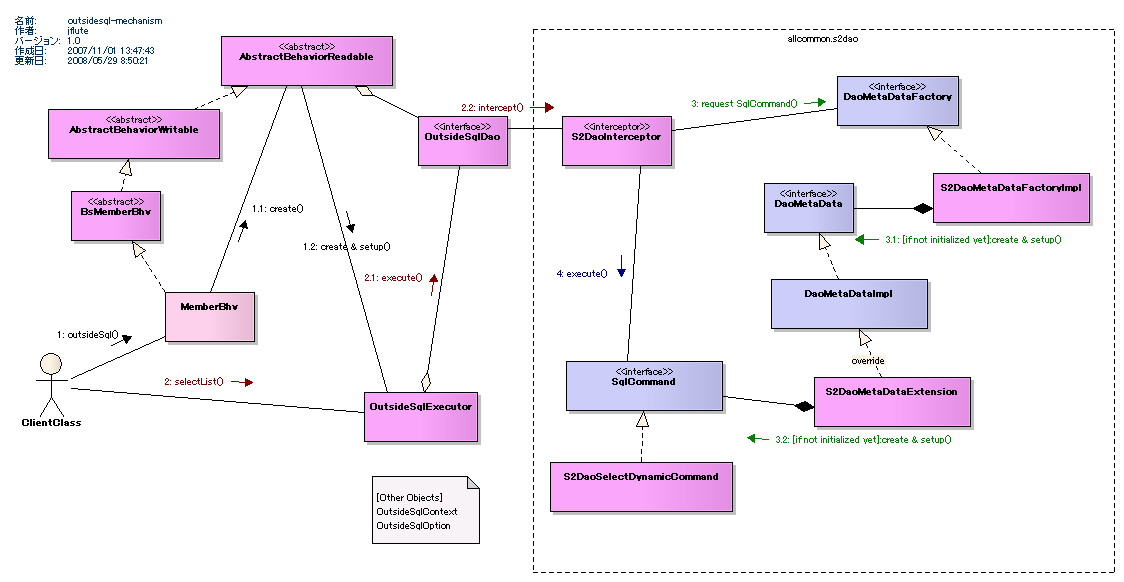 名前: outsidesql-mechanism
作者: jflute
バージョン: 1.0
作成日: 2007/11/01 13:47:43
更新日: 2008/05/29 8:50:21
<<abstract>>
AbstractBehaviorReadable
allcommon.s2dao
<<interface>>
DaoMetaDataFactory
2.2: intercept()
3: request SqlCommand()
<<abstract>>
AbstractBehaviorWritable
<<interface>>
OutsideSqlDao
<<interceptor>>
S2DaoInterceptor
S2DaoMetaDataFactoryImpl
<<abstract>>
BsMemberBhv
<<interface>>
DaoMetaData
1.1: create()
1.2: create & setup()
3.1: [if not initialized yet]:create & setup()
2.1: execute()
4: execute()
DaoMetaDataImpl
MemberBhv
1: outsideSql()
override
<<interface>>
SqlCommand
2: selectList()
S2DaoMetaDataExtension
OutsideSqlExecutor
ClientClass
3.2: [if not initialized yet]:create & setup()
S2DaoSelectDynamicCommand
[Other Objects]
OutsideSqlContext
OutsideSqlOption